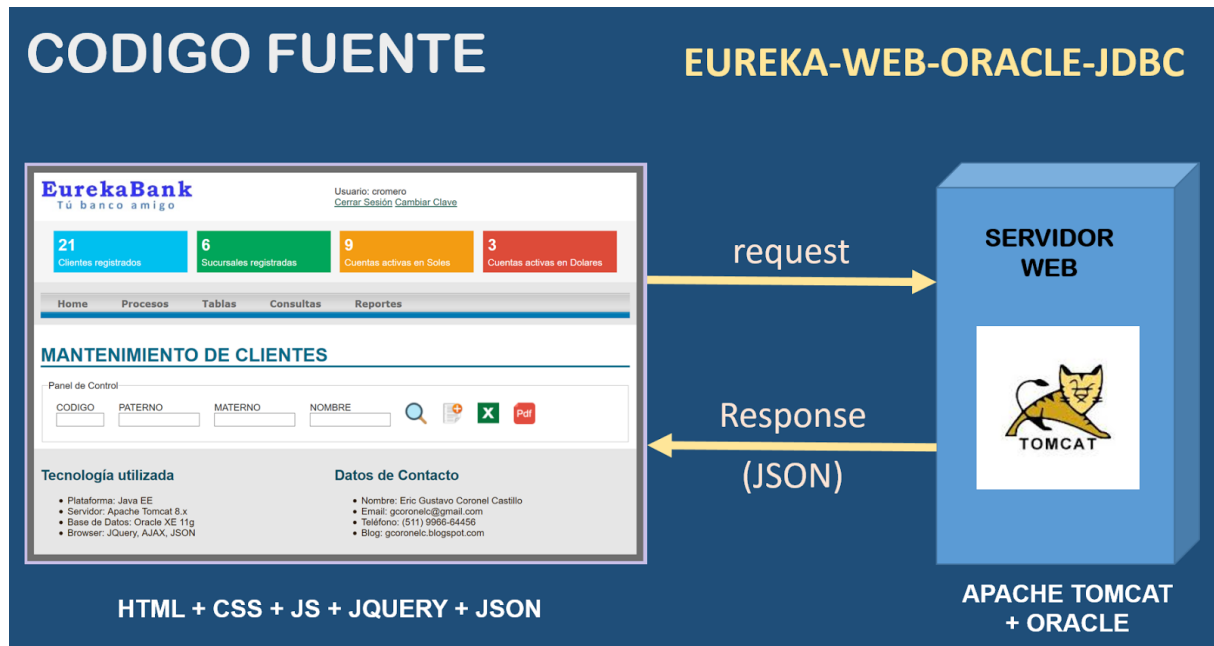 CODIGO FUENTE
EUREKA-WEB-ORACLE-JDBC
EurekaBank
Tú banco amigo
Usuario: cromero
Cerrar Sesión Cambiar Clave
21
Clientes registrados
6
Sucursales registradas
9
Cuentas activas en Soles
3
Cuentas activas en Dolares
Home Procesos Tablas Consultas Reportes
MANTENIMIENTO DE CLIENTES
Panel de Control
CODIGO PATERNO MATERNO NOMBRE
X
Pdf
Tecnología utilizada
• Plataforma: Java EE
• Servidor: Apache Tomcat 8.x
• Base de Datos: Oracle XE 11g
• Browser: JQuery, AJAX, JSON
Datos de Contacto
• Nombre: Eric Gustavo Coronel Castillo
• Email: gcoronelc@gmail.com
• Teléfono: (511) 9966-64456
• Blog: gcoronelc.blogspot.com
request
Response
(JSON)
SERVIDOR
WEB
TOMCAT
HTML + CSS + JS + JQUERY + JSON
APACHE TOMCAT
+ ORACLE